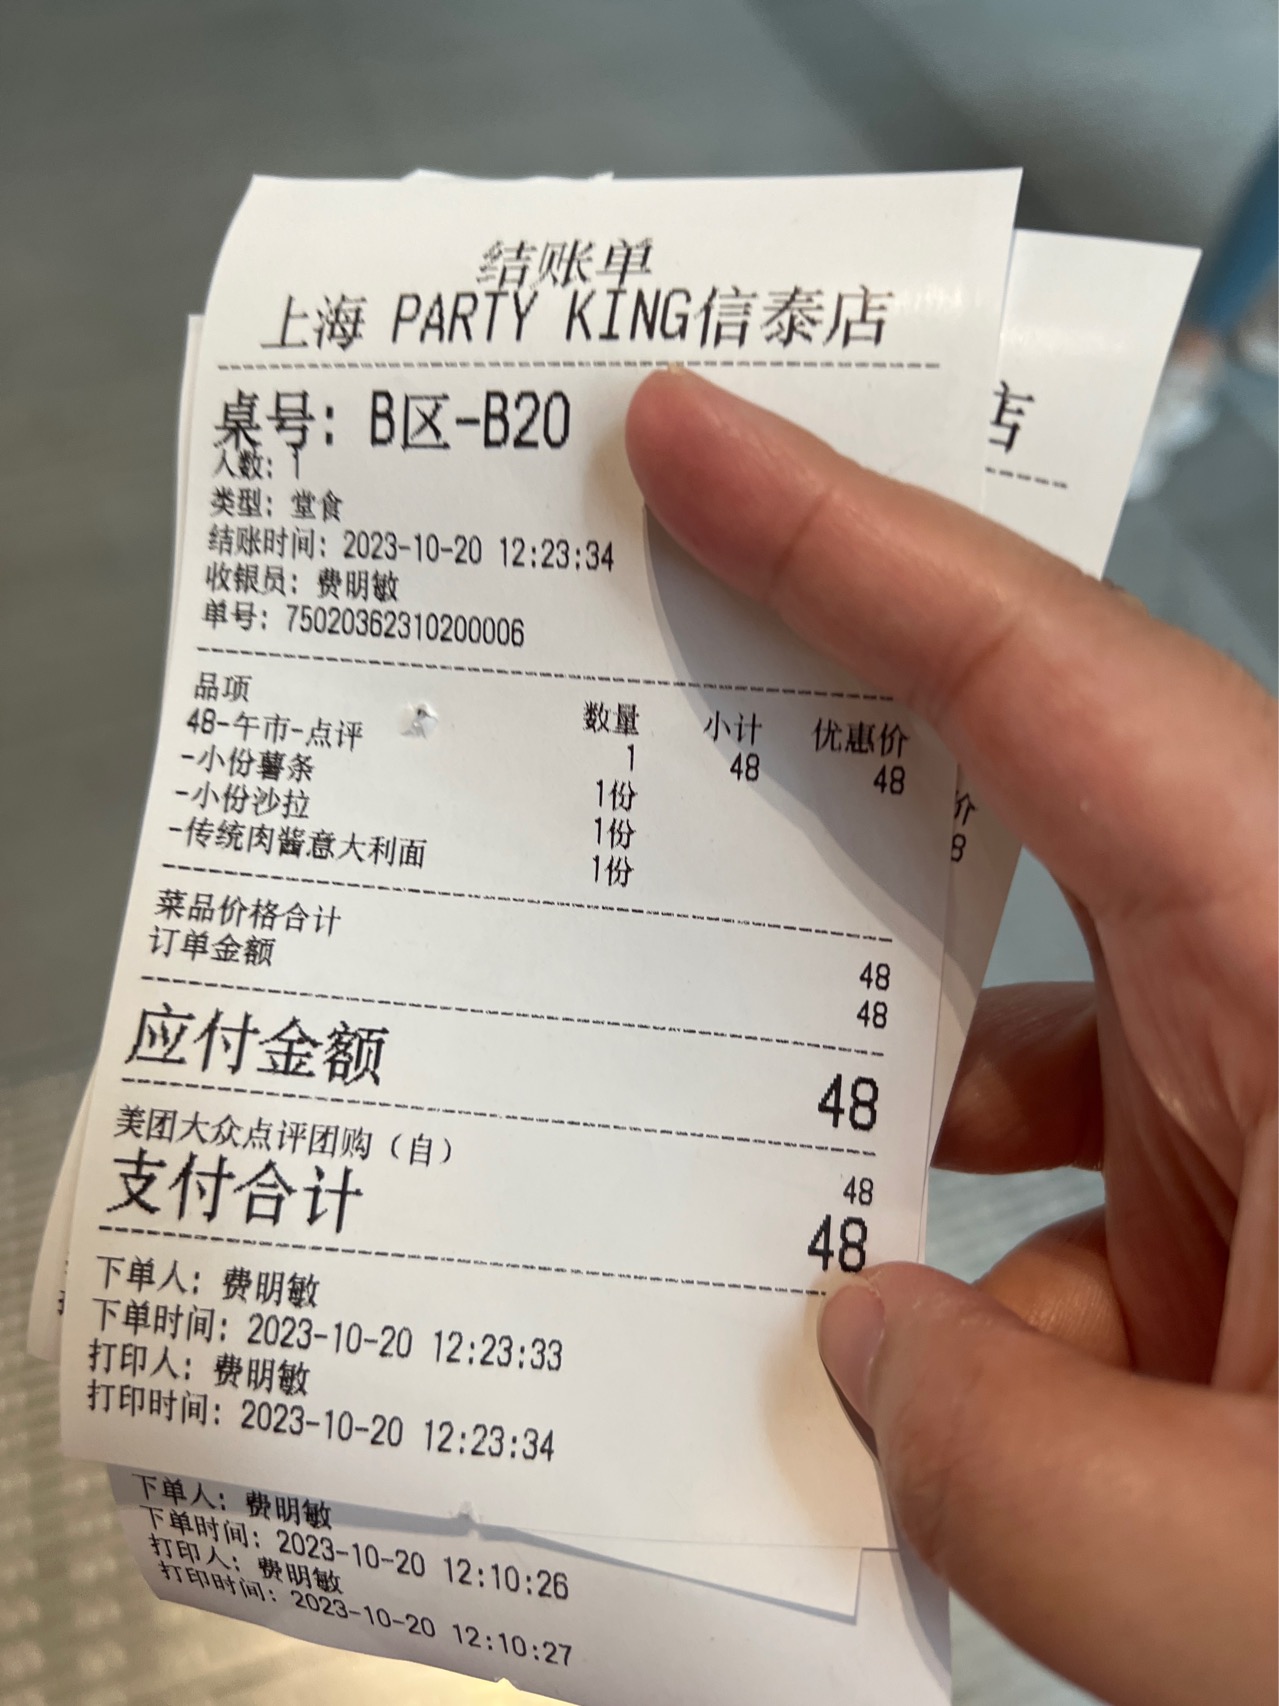 结账单
上海 PARTY KING信泰店
桌号: B区-B20
人数: 1
类型: 堂食
结账时间: 2023-10-20 12:23:34
收银员: 费明敏
单号: 75020362310200006
品项 数量 小计 优惠价
48-午市-点评 1 48 48
-小份薯条 1份
-小份沙拉 1份
-传统肉酱意大利面 1份
菜品价格合计 48
订单金额 48
应付金额 48
美团大众点评团购（自） 48
支付合计 48
下单人: 费明敏
下单时间: 2023-10-20 12:23:33
打印人: 费明敏
打印时间: 2023-10-20 12:23:34
下单人: 费明敏
下单时间: 2023-10-20 12:10:26
打印人: 费明敏
打印时间: 2023-10-20 12:10:27
店
价
8